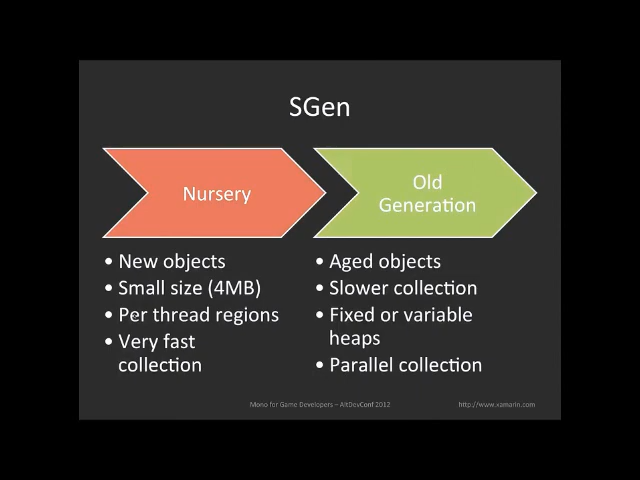 SGen
Nursery
Old
Generation
• New objects
• Small size (4MB)
• Per thread regions
• Very fast
collection
• Aged objects
• Slower collection
• Fixed or variable
heaps
• Parallel collection
Mono for Game Developers – AltDevConf 2012
http://www.xamarin.com